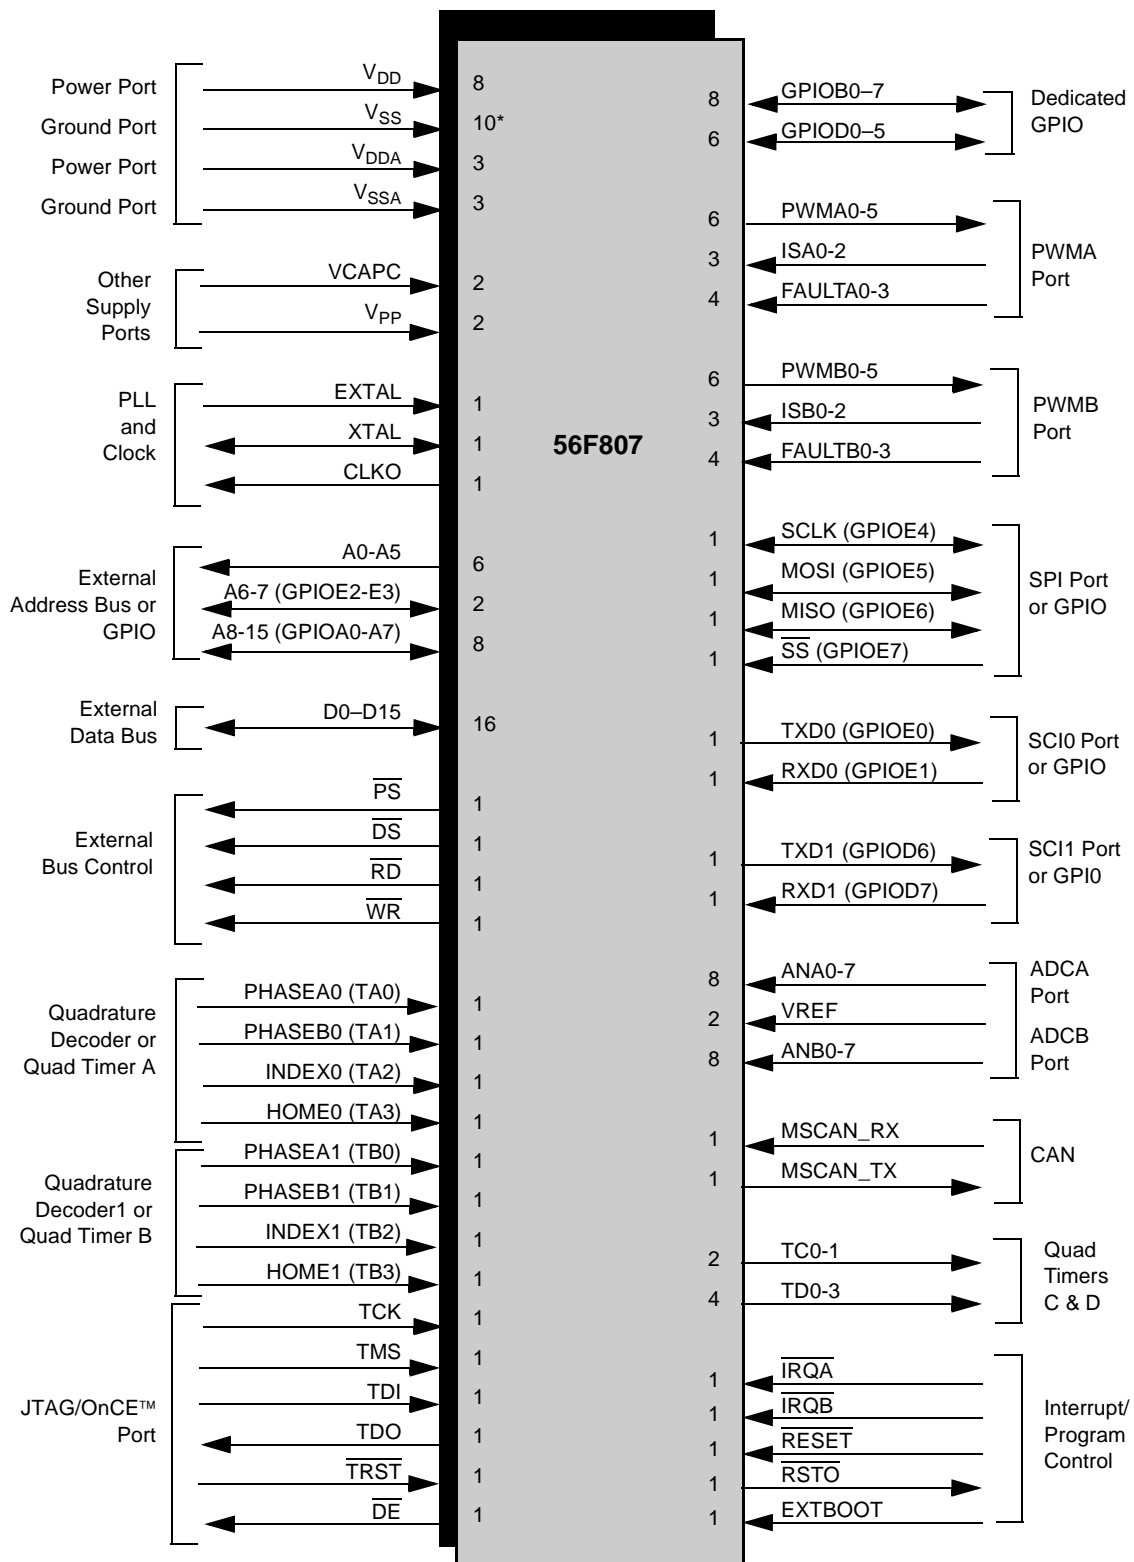 Power Port
V_DD
8
Ground Port
V_SS
10*
Power Port
V_DDA
3
Ground Port
V_SSA
3
Other
Supply
Ports
VCAPC
2
V_PP
2
PLL
and
Clock
EXTAL
1
XTAL
1
CLKO
1
External
Address Bus or
GPIO
A0-A5
6
A6-7 (GPIOE2-E3)
2
A8-15 (GPIOA0-A7)
8
External
Data Bus
D0–D15
16
External
Bus Control
PS
1
DS
1
RD
1
WR
1
Quadrature
Decoder or
Quad Timer A
PHASEA0 (TA0)
1
PHASEB0 (TA1)
1
INDEX0 (TA2)
1
HOME0 (TA3)
1
Quadrature
Decoder1 or
Quad Timer B
PHASEA1 (TB0)
1
PHASEB1 (TB1)
1
INDEX1 (TB2)
1
HOME1 (TB3)
1
JTAG/OnCE™
Port
TCK
1
TMS
1
TDI
1
TDO
1
TRST
1
DE
1
56F807
8
GPIOB0–7
6
GPIOD0–5
Dedicated
GPIO
6
PWMA0-5
3
ISA0-2
4
FAULTA0-3
PWMA
Port
6
PWMB0-5
3
ISB0-2
4
FAULTB0-3
PWMB
Port
1
SCLK (GPIOE4)
1
MOSI (GPIOE5)
1
MISO (GPIOE6)
1
SS (GPIOE7)
SPI Port
or GPIO
1
TXD0 (GPIOE0)
1
RXD0 (GPIOE1)
SCI0 Port
or GPIO
1
TXD1 (GPIOD6)
1
RXD1 (GPIOD7)
SCI1 Port
or GPI0
8
ANA0-7
2
VREF
8
ANB0-7
ADCA
Port
ADCB
Port
1
MSCAN_RX
1
MSCAN_TX
CAN
2
TC0-1
4
TD0-3
Quad
Timers
C & D
1
IRQA
1
IRQB
1
RESET
1
RSTO
1
EXTBOOT
Interrupt/
Program
Control